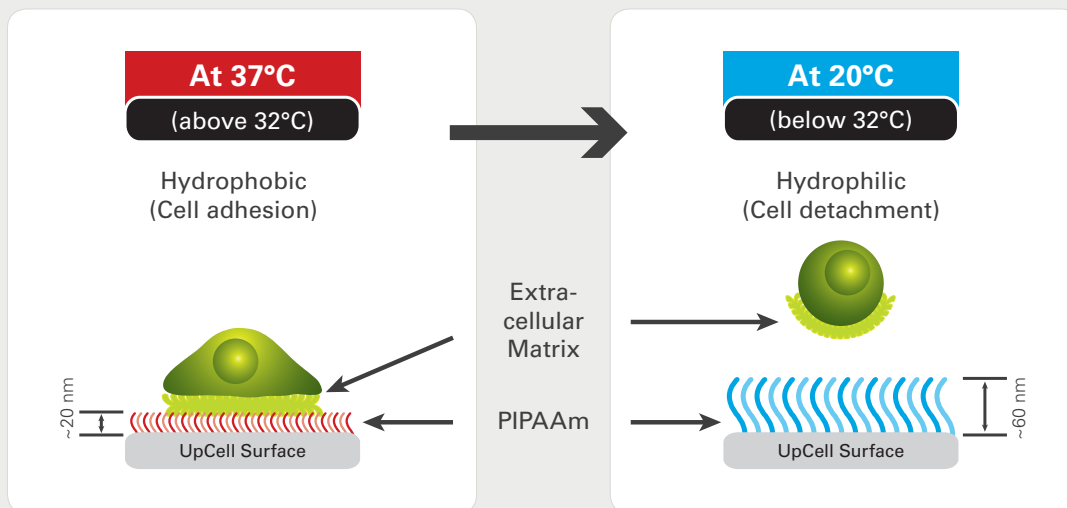 At 37°C
(above 32°C)
Hydrophobic
(Cell adhesion)
~20 nm
UpCell Surface
Extra-
cellular
Matrix
PIPAAm
At 20°C
(below 32°C)
Hydrophilic
(Cell detachment)
~60 nm
UpCell Surface